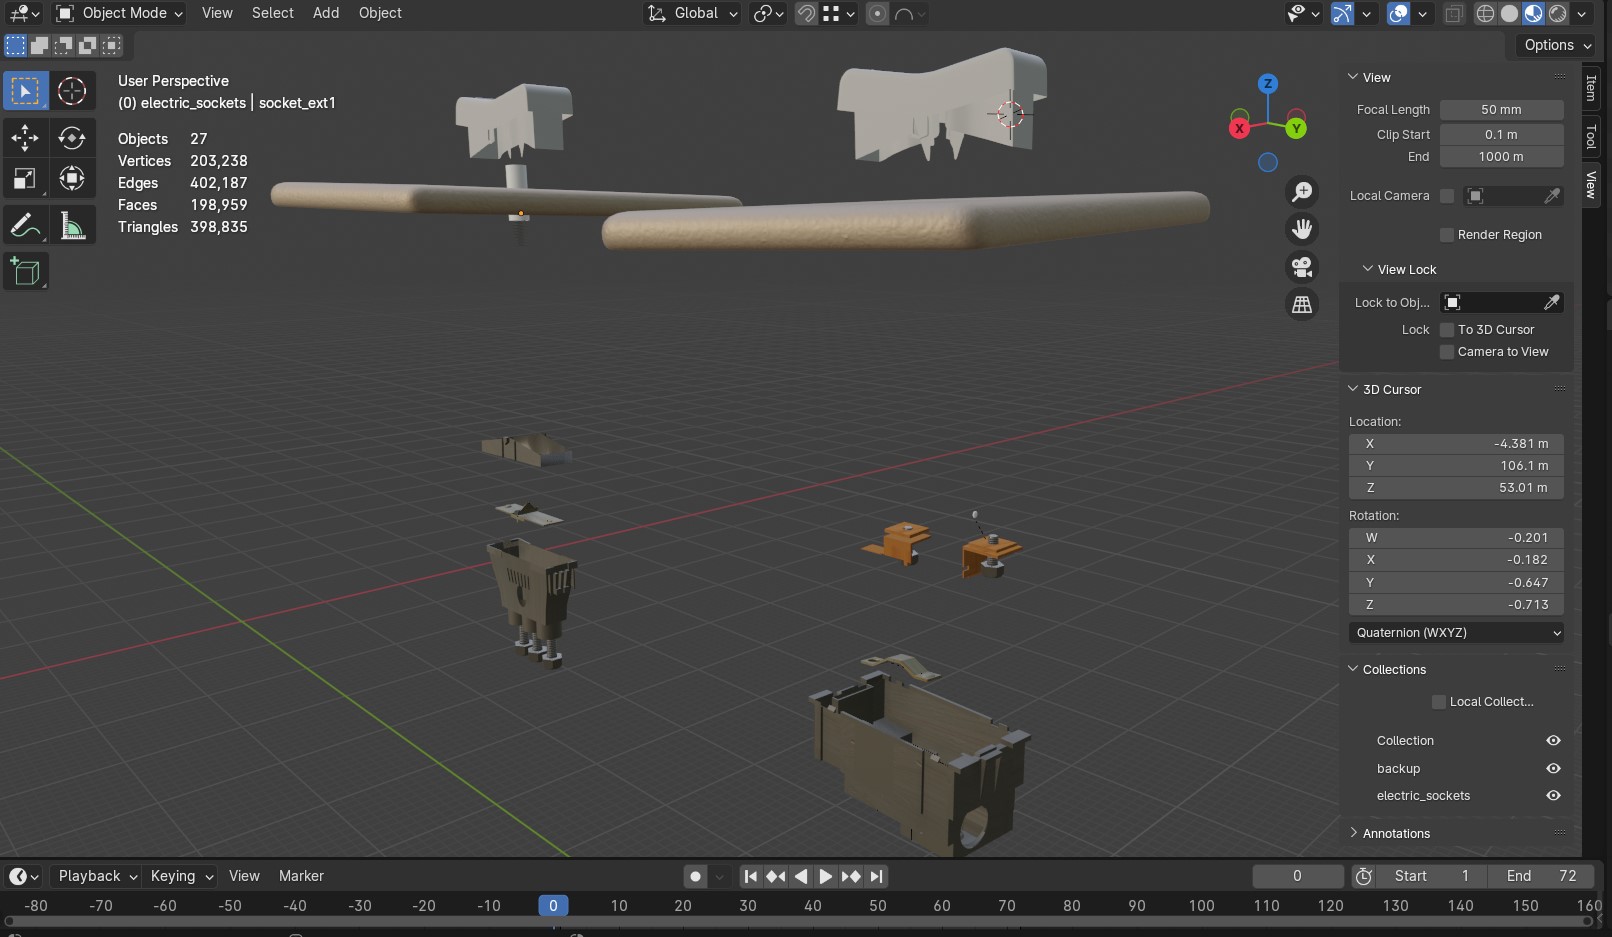 Object Mode View Select Add Object Global
Options
User Perspective
(0) electric_sockets | socket_ext1
Objects 27
Vertices 203,238
Edges 402,187
Faces 198,959
Triangles 398,835
Z
X
Y
Item
Tool
View
View
Focal Length 50 mm
Clip Start 0.1 m
End 1000 m
Local Camera
Render Region
View Lock
Lock to Obj...
Lock To 3D Cursor
Camera to View
3D Cursor
Location:
X -4.381 m
Y 106.1 m
Z 53.01 m
Rotation:
W -0.201
X -0.182
Y -0.647
Z -0.713
Quaternion (WXYZ)
Collections
Local Collect...
Collection
backup
electric_sockets
Annotations
Playback Keying View Marker 0 Start 1 End 72
-80 -70 -60 -50 -40 -30 -20 -10 0 10 20 30 40 50 60 70 80 90 100 110 120 130 140 150 160